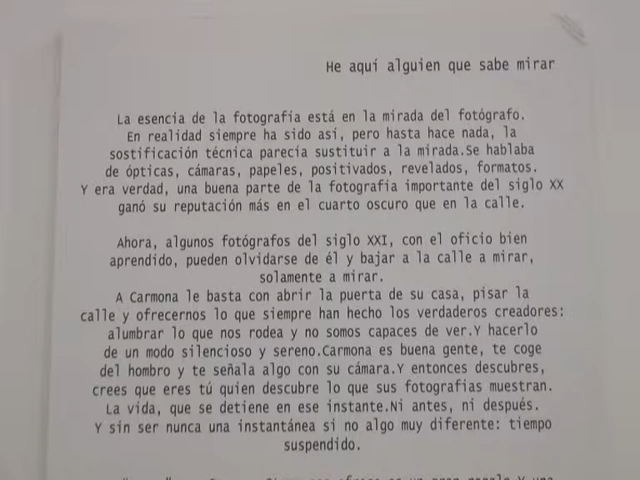 He aquí alguien que sabe mirar
La esencia de la fotografía está en la mirada del fotógrafo.
En realidad siempre ha sido así, pero hasta hace nada, la
sostificación técnica parecía sustituir a la mirada.Se hablaba
de ópticas, cámaras, papeles, positivados, revelados, formatos.
Y era verdad, una buena parte de la fotografía importante del siglo XX
ganó su reputación más en el cuarto oscuro que en la calle.
Ahora, algunos fotógrafos del siglo XXI, con el oficio bien
aprendido, pueden olvidarse de él y bajar a la calle a mirar,
solamente a mirar.
A Carmona le basta con abrir la puerta de su casa, pisar la
calle y ofrecernos lo que siempre han hecho los verdaderos creadores:
alumbrar lo que nos rodea y no somos capaces de ver.Y hacerlo
de un modo silencioso y sereno.Carmona es buena gente, te coge
del hombro y te señala algo con su cámara.Y entonces descubres,
crees que eres tú quien descubre lo que sus fotografías muestran.
La vida, que se detiene en ese instante.Ni antes, ni después.
Y sin ser nunca una instantánea si no algo muy diferente: tiempo
suspendido.